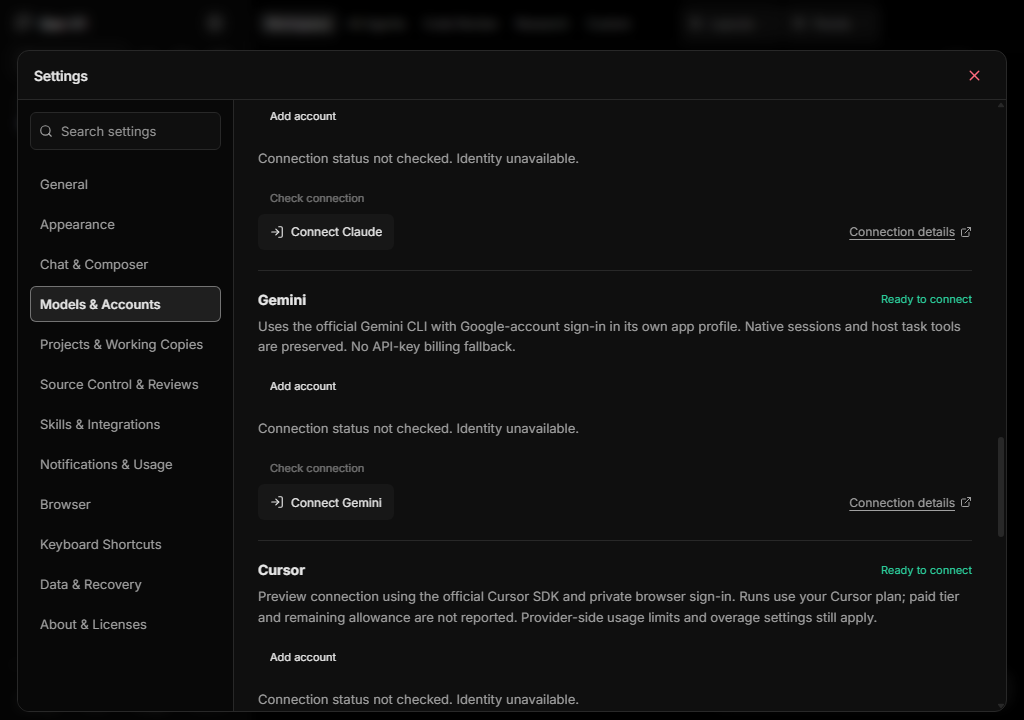 Settings
Search settings
General
Appearance
Chat & Composer
Models & Accounts
Projects & Working Copies
Source Control & Reviews
Skills & Integrations
Notifications & Usage
Browser
Keyboard Shortcuts
Data & Recovery
About & Licenses
Add account
Connection status not checked. Identity unavailable.
Check connection
Connect Claude
Connection details
Gemini
Ready to connect
Uses the official Gemini CLI with Google-account sign-in in its own app profile. Native sessions and host task tools
are preserved. No API-key billing fallback.
Add account
Connection status not checked. Identity unavailable.
Check connection
Connect Gemini
Connection details
Cursor
Ready to connect
Preview connection using the official Cursor SDK and private browser sign-in. Runs use your Cursor plan; paid tier
and remaining allowance are not reported. Provider-side usage limits and overage settings still apply.
Add account
Connection status not checked. Identity unavailable.